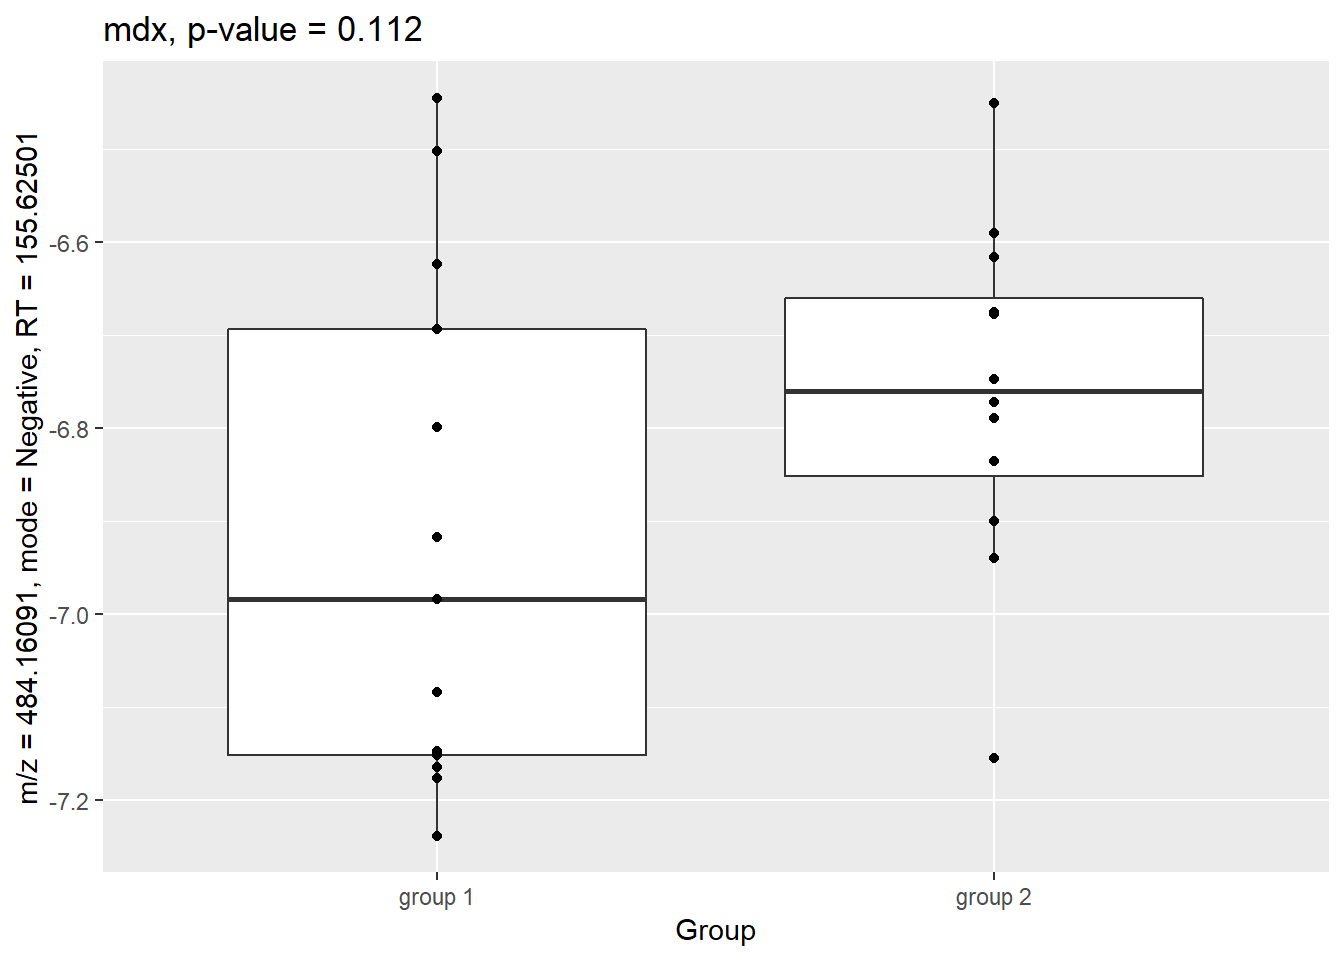 mdx, p-value = 0.112
m/z = 484.16091, mode = Negative, RT = 155.62501
-6.6
-6.8
-7.0
-7.2
group 1
group 2
Group